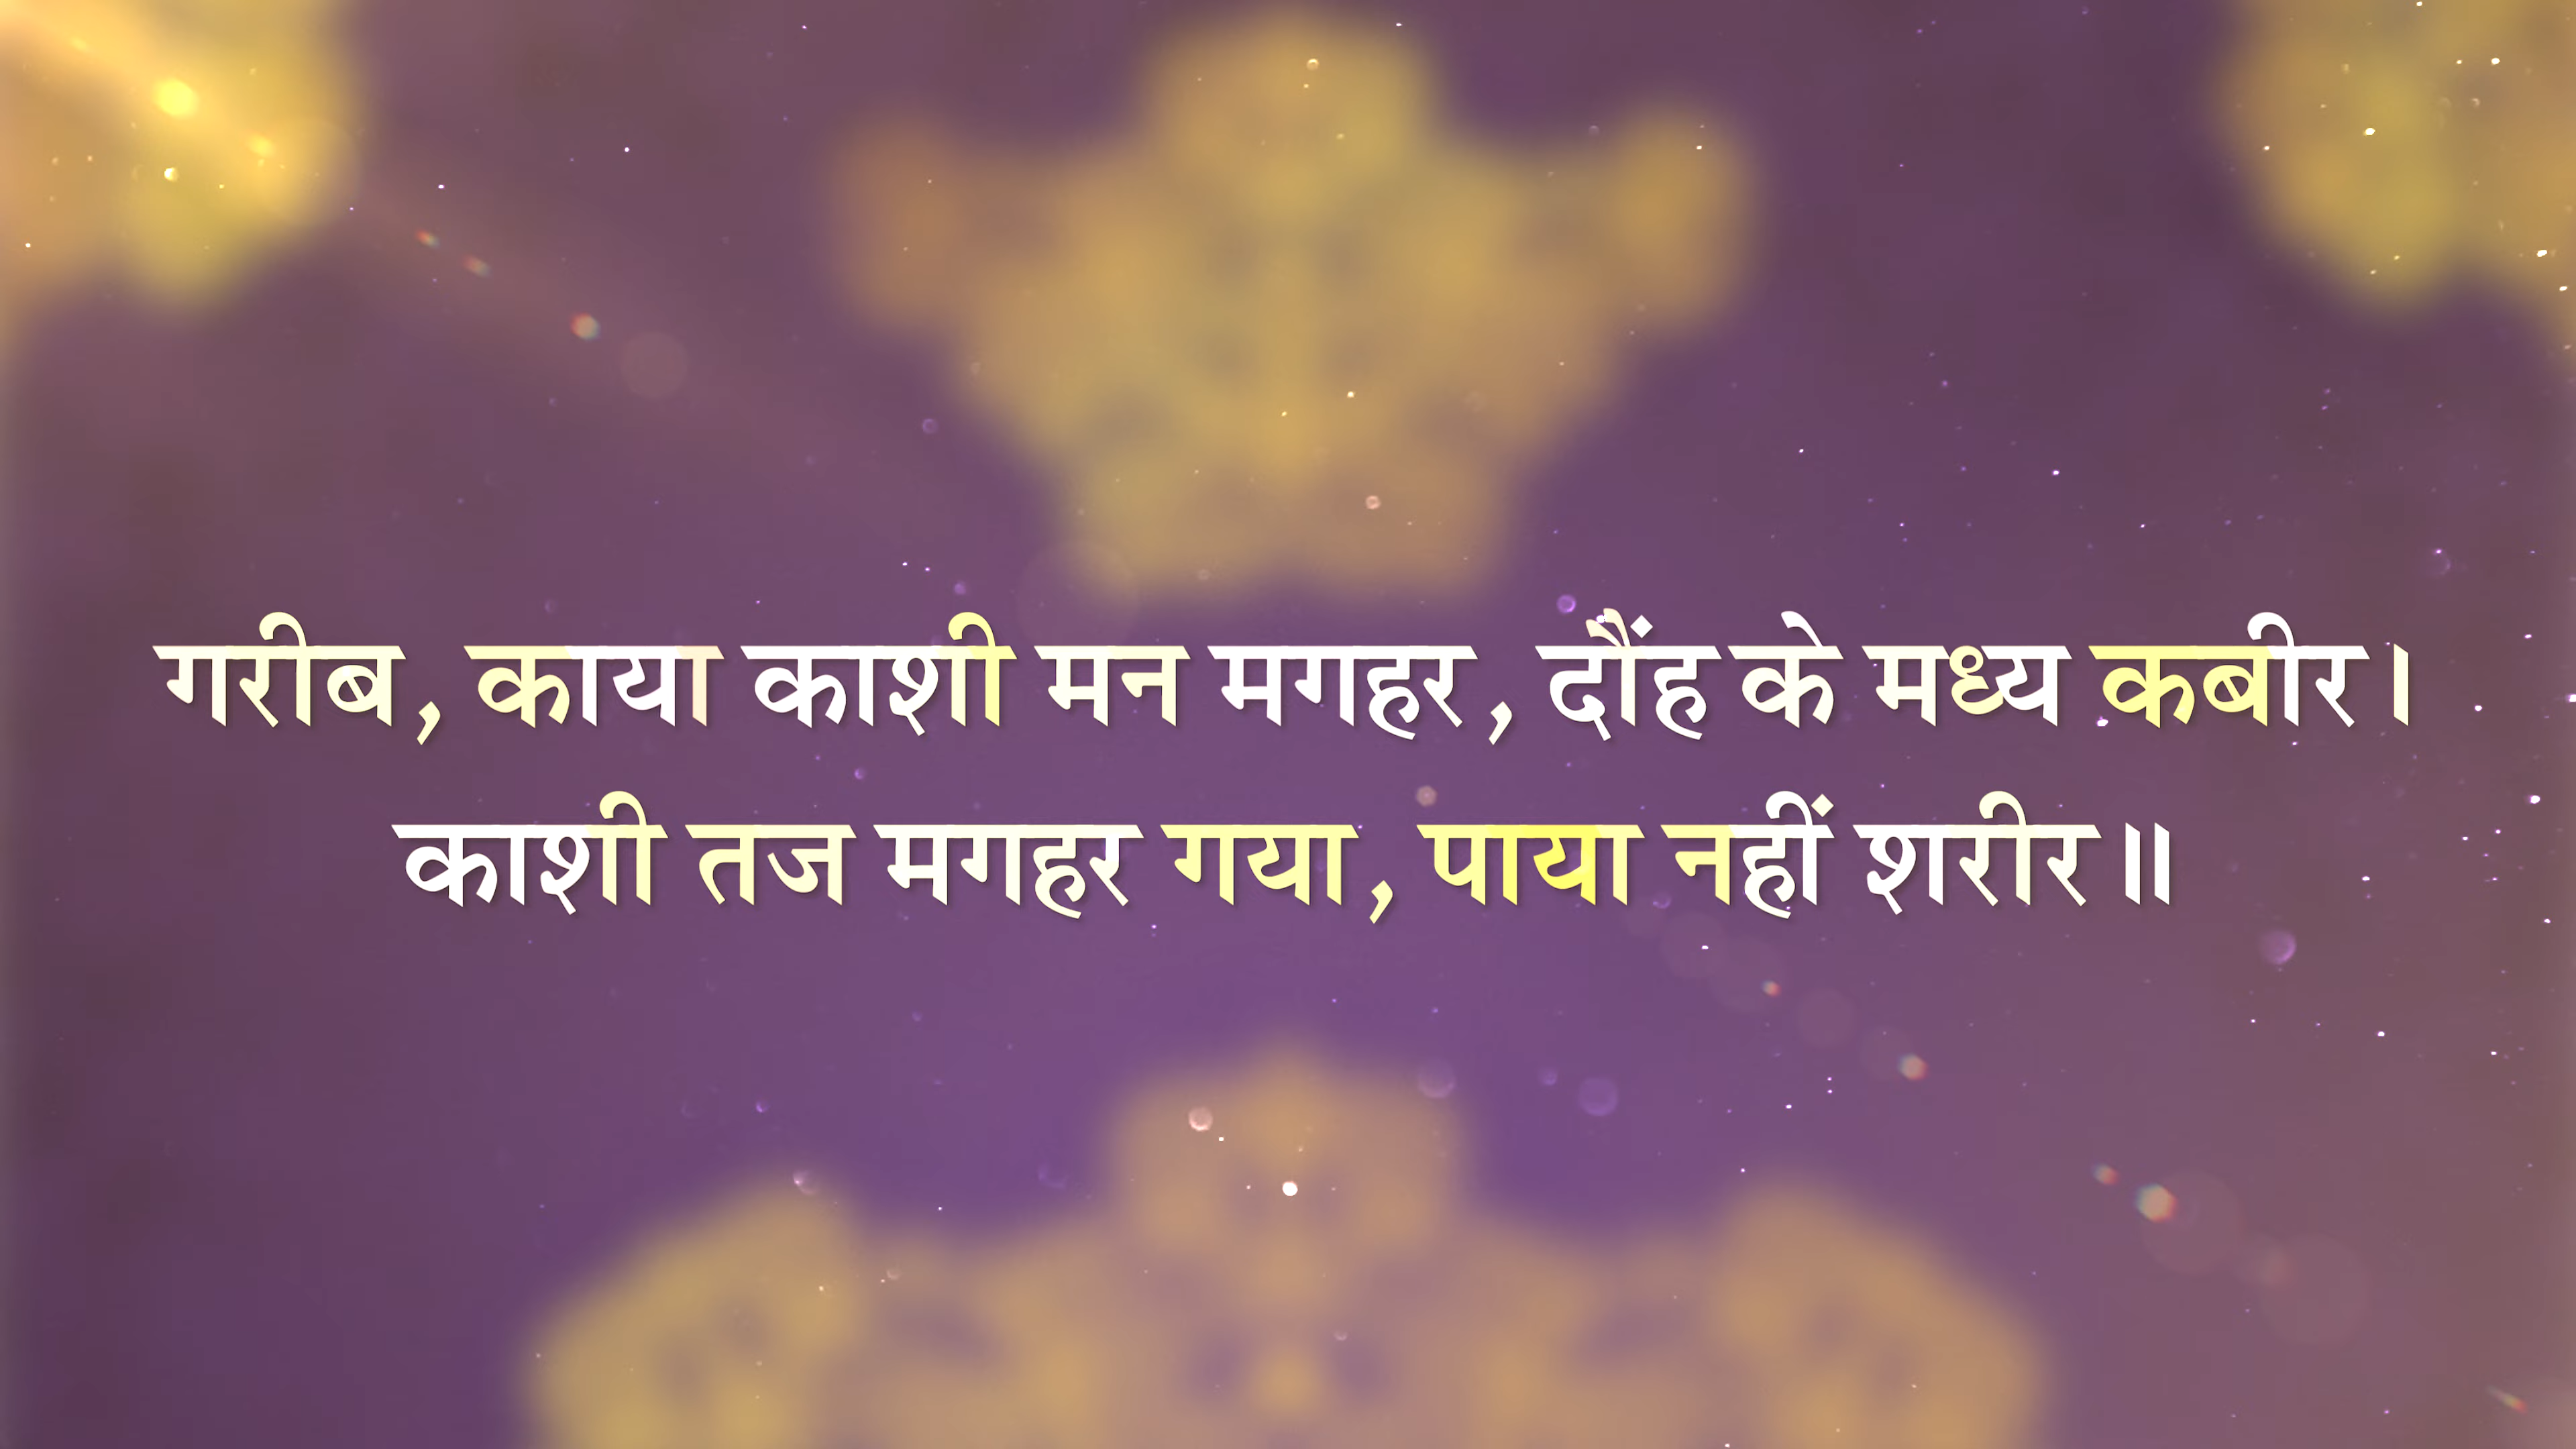 गरीब, काया काशी मन मगहर, दौंह के मध्य कबीर।
काशी तज मगहर गया, पाया नहीं शरीर॥